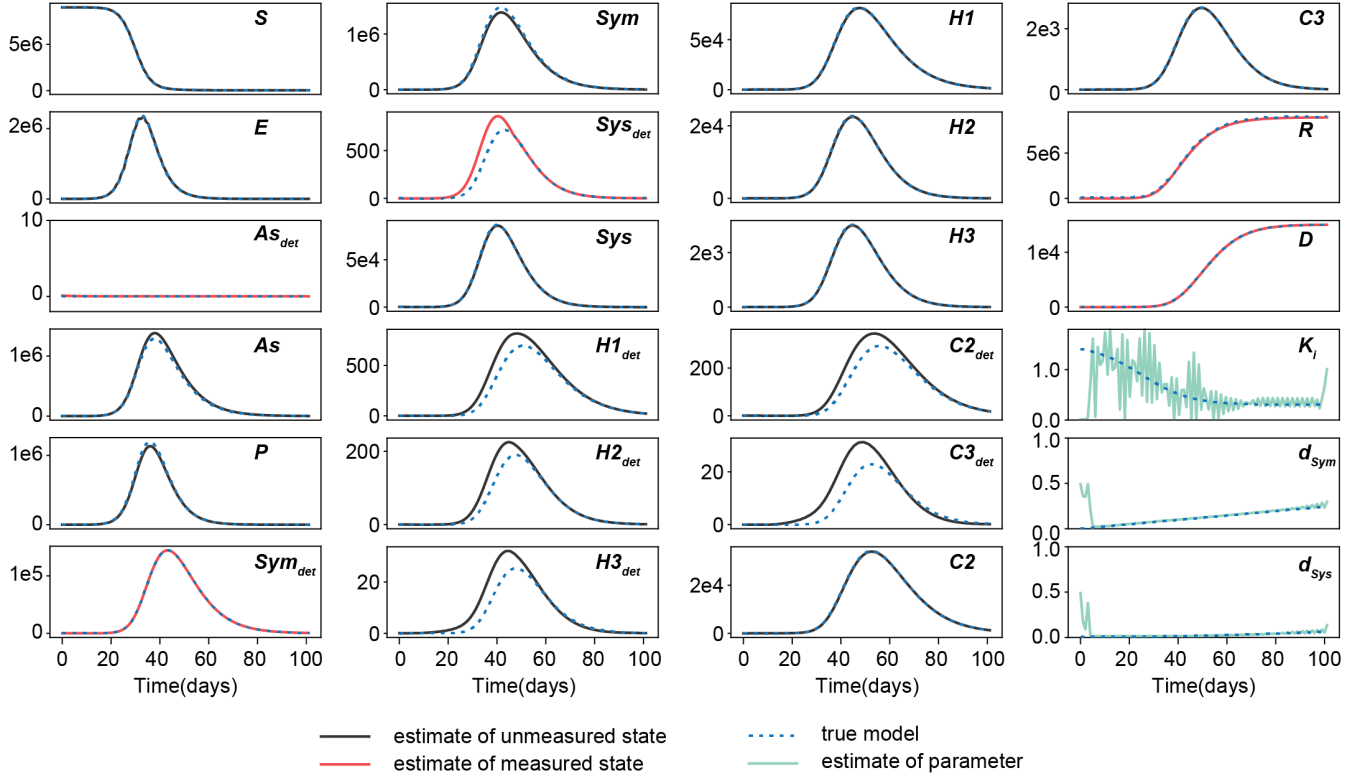 S
5e6
0
Sym
1e6
0
H1
5e4
0
C3
2e3
0
E
2e6
0
Sys_det
500
0
H2
2e4
0
R
5e6
0
As_det
10
0
Sys
5e4
0
H3
2e3
0
D
1e4
0
As
1e6
0
H1_det
500
0
C2_det
200
0
K_I
1.0
0.0
P
1e6
0
H2_det
200
0
C3_det
20
0
d_Sym
1.0
0.5
0.0
Sym_det
1e5
0
H3_det
20
0
C2
2e4
0
d_Sys
1.0
0.5
0.0
0 20 40 60 80 100
0 20 40 60 80 100
0 20 40 60 80 100
0 20 40 60 80 100
Time(days)
Time(days)
Time(days)
Time(days)
estimate of unmeasured state
true model
estimate of measured state
estimate of parameter